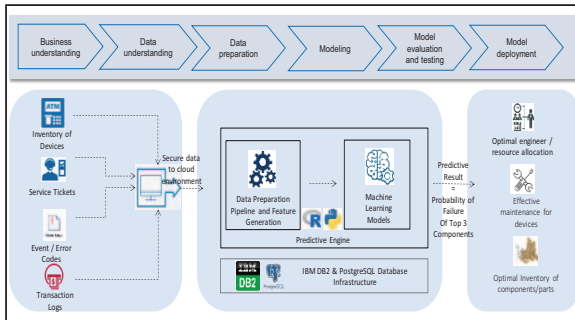 Business
understanding
Data
understanding
Data
preparation
Modeling
Model
evaluation
and testing
Model
deployment
ATM
Inventory of
Devices
Service Tickets
Event / Error
Codes
Transaction
Logs
Secure data
to cloud
environment
Data Preparation
Pipeline and Feature
Generation
Machine
Learning
Models
R
Predictive Engine
IBM
DB2
PostgreSQL
IBM DB2 & PostgreSQL Database
Infrastructure
Predictive
Result
=
Probability of
Failure
Of Top 3
Components
Optimal engineer /
resource allocation
Effective
maintenance for
devices
Optimal Inventory of
components/parts